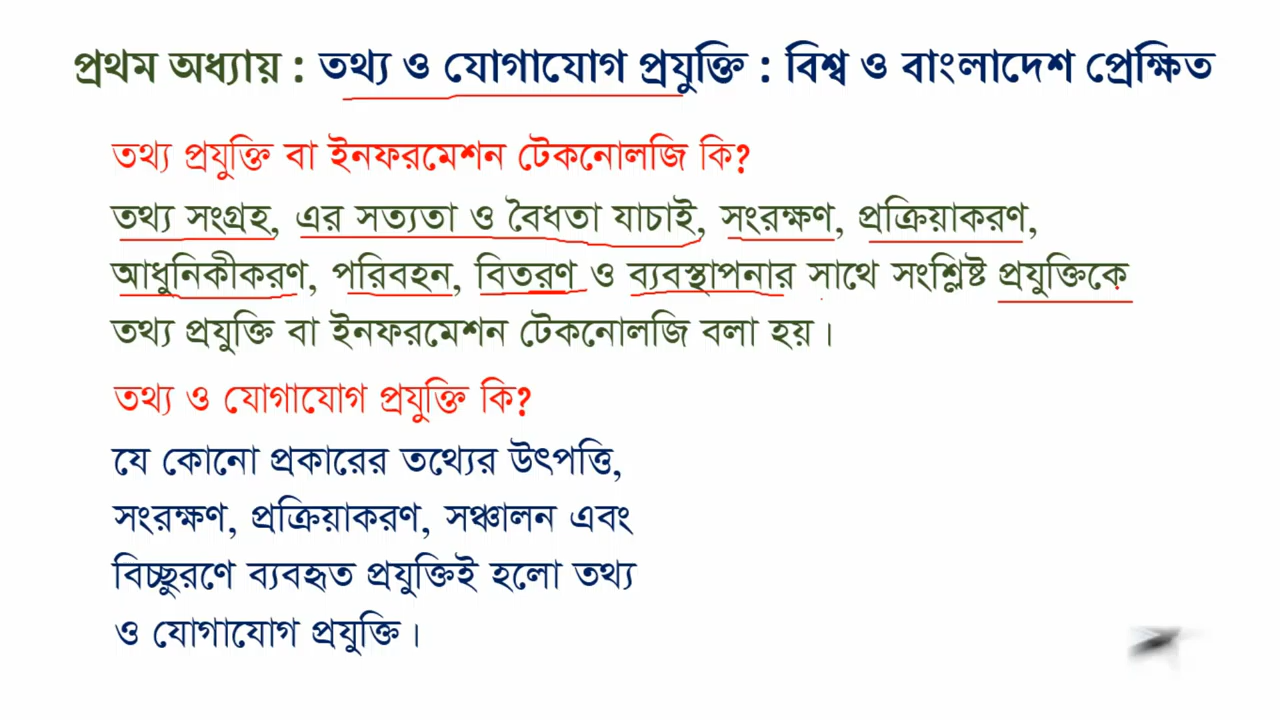 প্রথম অধ্যায় : তথ্য ও যোগাযোগ প্রযুক্তি : বিশ্ব ও বাংলাদেশ প্রেক্ষিত
তথ্য প্রযুক্তি বা ইনফরমেশন টেকনোলজি কি?
তথ্য সংগ্রহ, এর সত্যতা ও বৈধতা যাচাই, সংরক্ষণ, প্রক্রিয়াকরণ,
আধুনিকীকরণ, পরিবহন, বিতরণ ও ব্যবস্থাপনার সাথে সংশ্লিষ্ট প্রযুক্তিকে
তথ্য প্রযুক্তি বা ইনফরমেশন টেকনোলজি বলা হয়।
তথ্য ও যোগাযোগ প্রযুক্তি কি?
যে কোনো প্রকারের তথ্যের উৎপত্তি,
সংরক্ষণ, প্রক্রিয়াকরণ, সঞ্চালন এবং
বিচ্ছুরণে ব্যবহৃত প্রযুক্তিই হলো তথ্য
ও যোগাযোগ প্রযুক্তি।